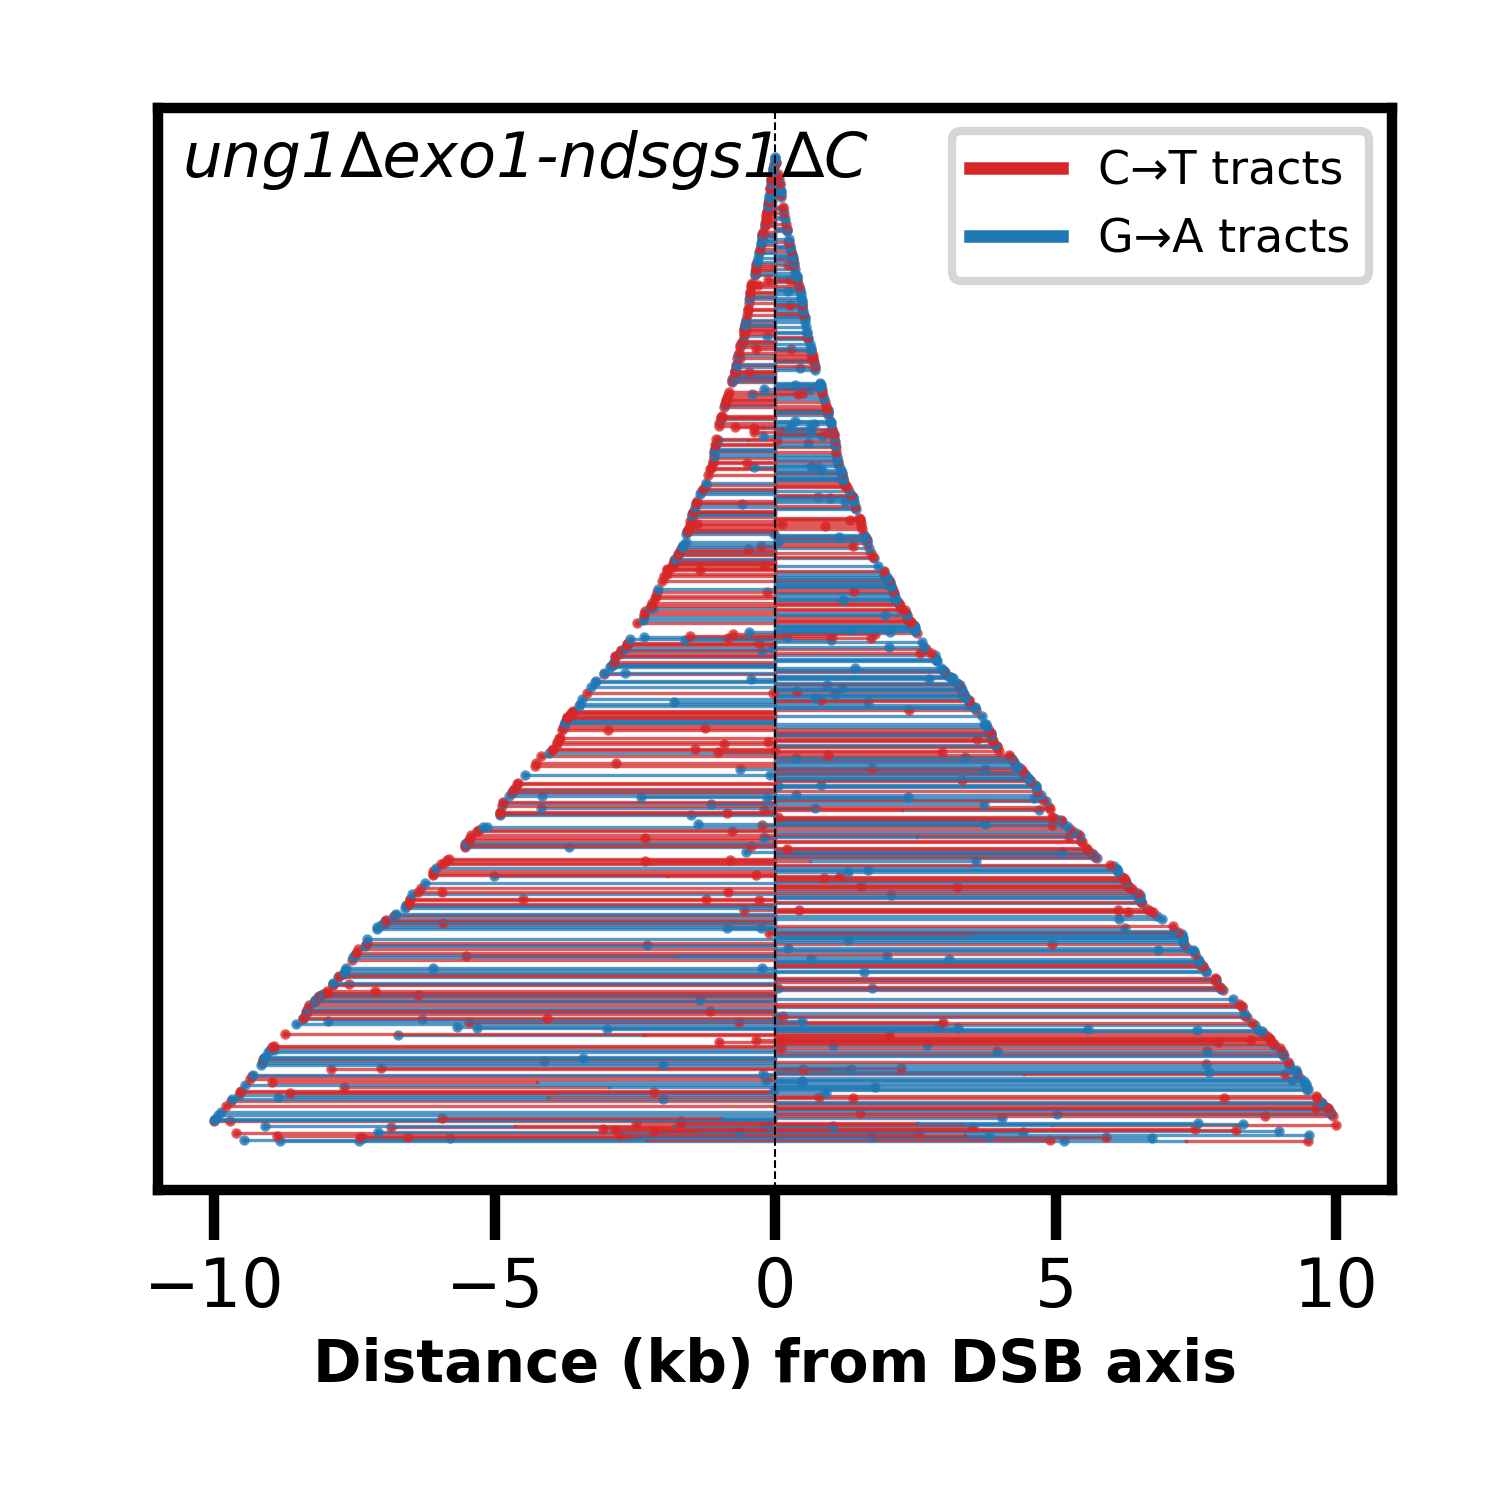 ung1Δexo1-ndsgs1ΔC
C→T tracts
G→A tracts
−10 −5 0 5 10
Distance (kb) from DSB axis